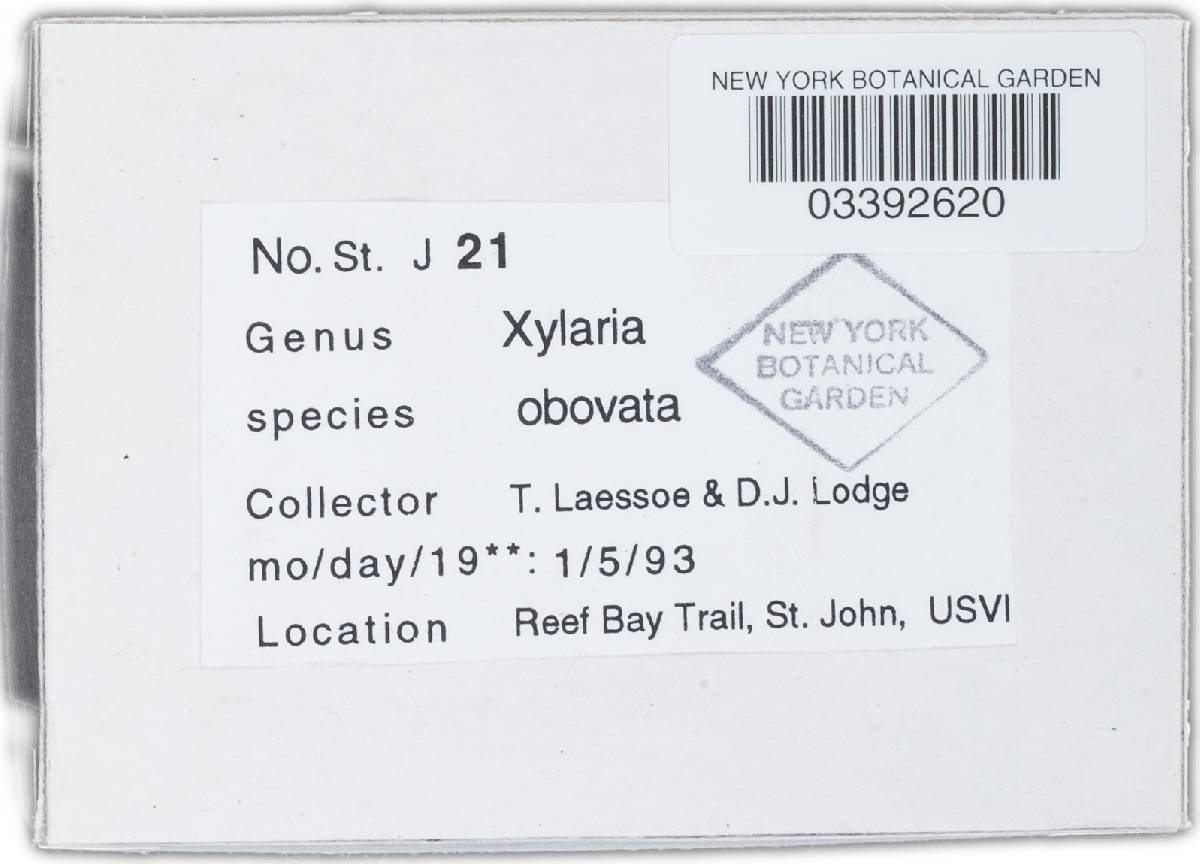 NEW YORK BOTANICAL GARDEN
03392620
No. St. J 21
Genus Xylaria
species obovata
NEW YORK
BOTANICAL
GARDEN
Collector T. Laessoe & D.J. Lodge
mo/day/19**: 1/5/93
Location Reef Bay Trail, St. John, USVI